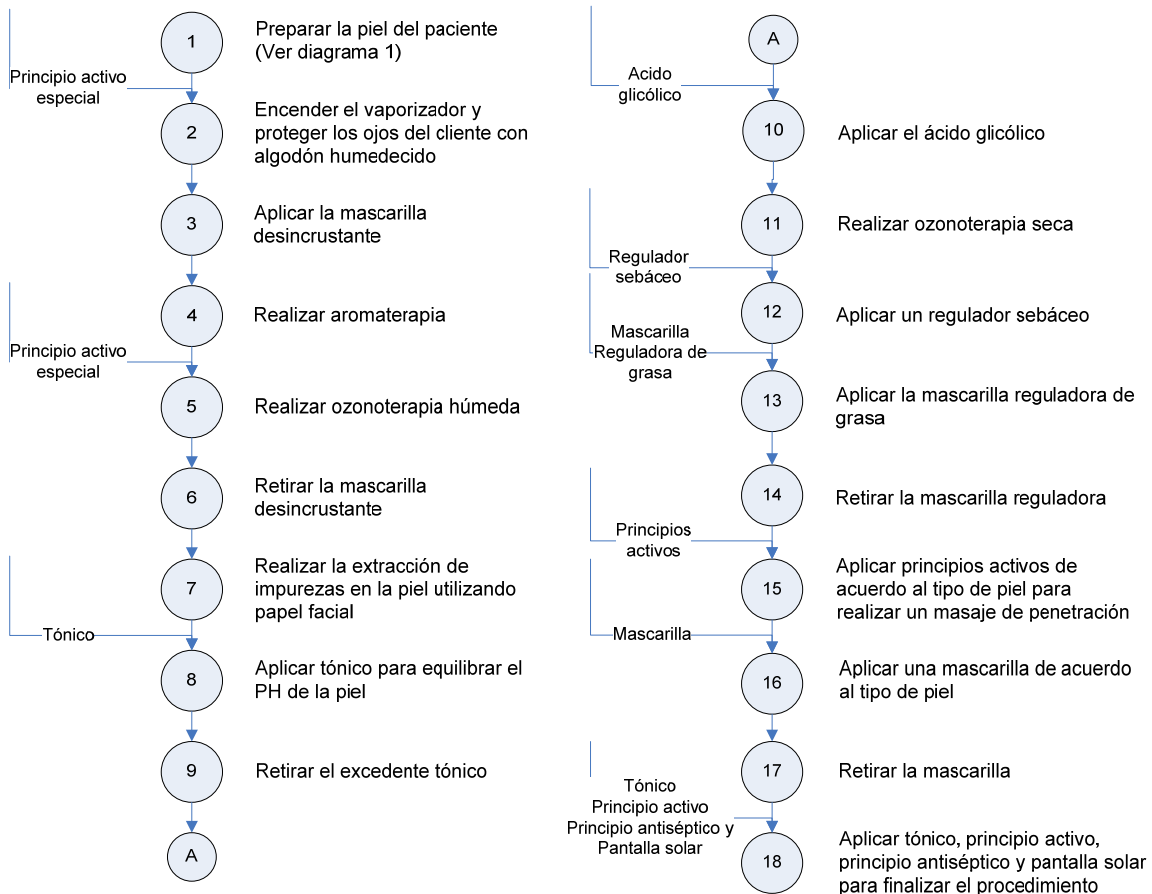 1
Preparar la piel del paciente
(Ver diagrama 1)
Principio activo
especial
2
Encender el vaporizador y
proteger los ojos del cliente con
algodón humedecido
3
Aplicar la mascarilla
desincrustante
4
Realizar aromaterapia
Principio activo
especial
5
Realizar ozonoterapia húmeda
6
Retirar la mascarilla
desincrustante
7
Realizar la extracción de
impurezas en la piel utilizando
papel facial
Tónico
8
Aplicar tónico para equilibrar el
PH de la piel
9
Retirar el excedente tónico
A
A
Acido
glicólico
10
Aplicar el ácido glicólico
11
Realizar ozonoterapia seca
Regulador
sebáceo
12
Aplicar un regulador sebáceo
Mascarilla
Reguladora de
grasa
13
Aplicar la mascarilla reguladora de
grasa
14
Retirar la mascarilla reguladora
Principios
activos
15
Aplicar principios activos de
acuerdo al tipo de piel para
realizar un masaje de penetración
Mascarilla
16
Aplicar una mascarilla de acuerdo
al tipo de piel
17
Retirar la mascarilla
Tónico
Principio activo
Principio antiséptico y
Pantalla solar
18
Aplicar tónico, principio activo,
principio antiséptico y pantalla solar
para finalizar el procedimiento